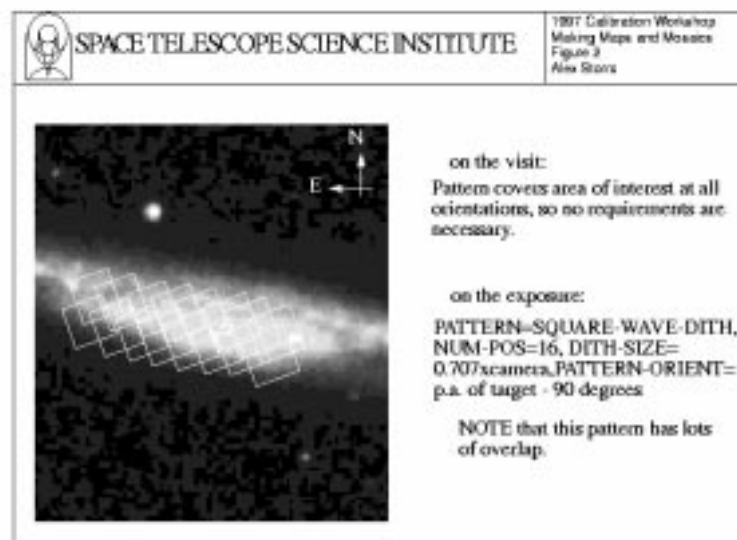 SPACE TELESCOPE SCIENCE INSTITUTE
1997 Calibration Workshop
Making Maps and Mosaics
Figure 3
Alex Storrs
N
E
on the visit:
Pattern covers area of interest at all
orientations, so no requirements are
necessary.
on the exposure:
PATTERN=SQUARE-WAVE-DITH,
NUM-POS=16, DITH-SIZE=
0.707xcamera,PATTERN-ORIENT=
p.a. of target - 90 degrees
NOTE that this pattern has lots
of overlap.